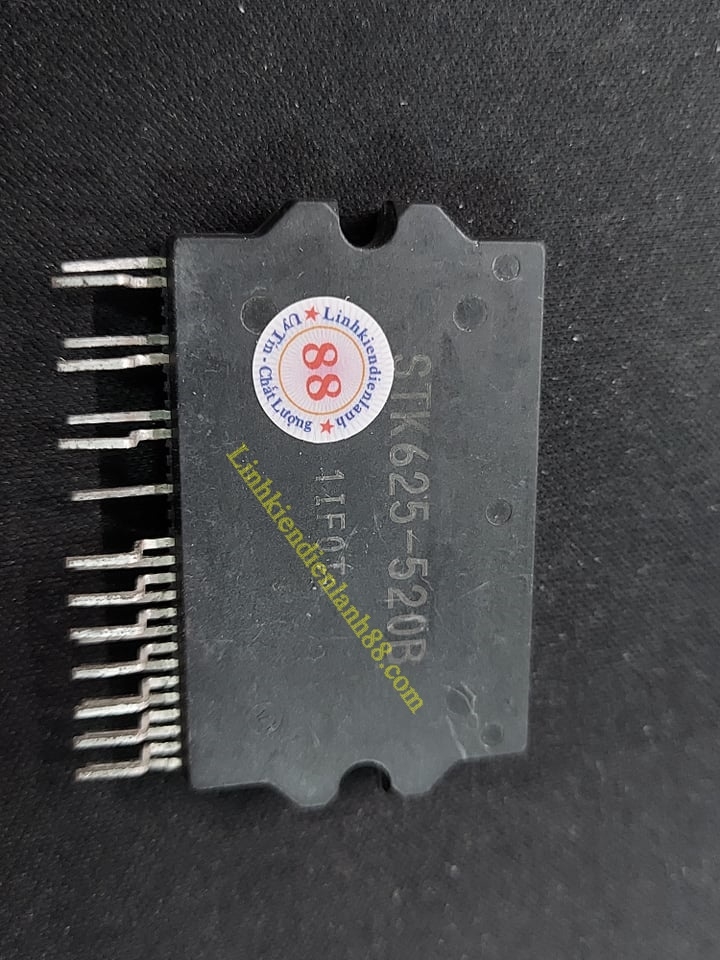 STK625-520B
Linhkiendienlanh
88
Uy Tín - Chất Lượng
Linhkiendienlanh88.com